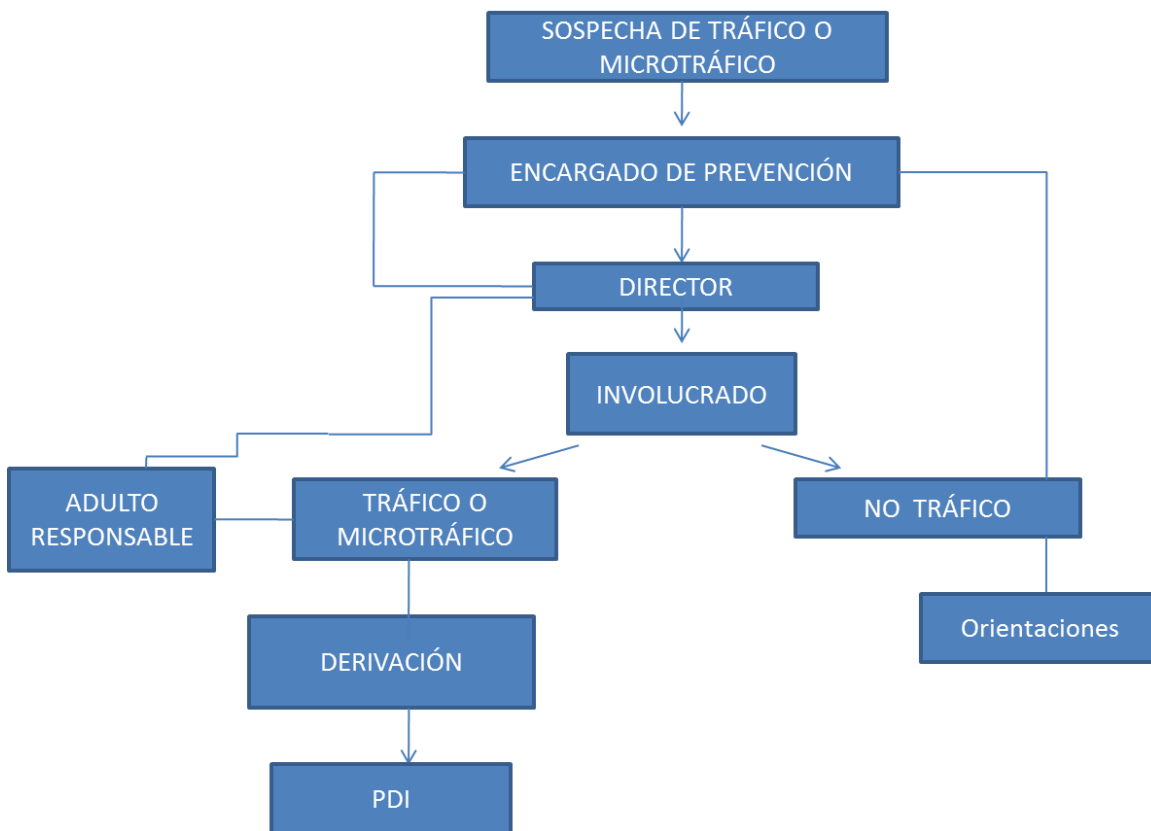 SOSPECHA DE TRÁFICO O
MICROTRÁFICO
ENCARGADO DE PREVENCIÓN
DIRECTOR
INVOLUCRADO
ADULTO
RESPONSABLE
TRÁFICO O
MICROTRÁFICO
NO TRÁFICO
Orientaciones
DERIVACIÓN
PDI